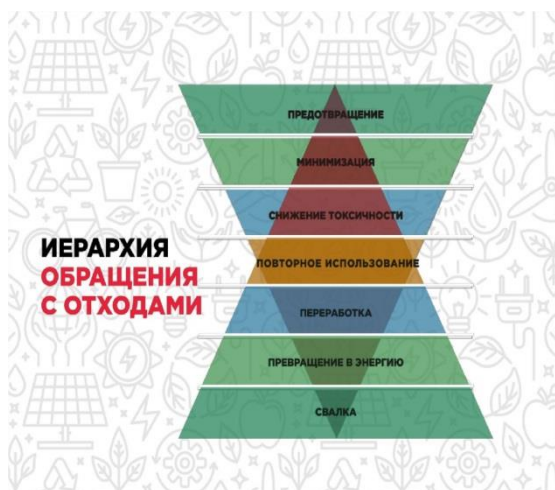 ПРЕДОТВРАЩЕНИЕ
МИНИМИЗАЦИЯ
СНИЖЕНИЕ ТОКСИЧНОСТИ
ИЕРАРХИЯ
ОБРАЩЕНИЯ
С ОТХОДАМИ
ПОВТОРНОЕ ИСПОЛЬЗОВАНИЕ
ПЕРЕРАБОТКА
ПРЕВРАЩЕНИЕ В ЭНЕРГИЮ
СВАЛКА